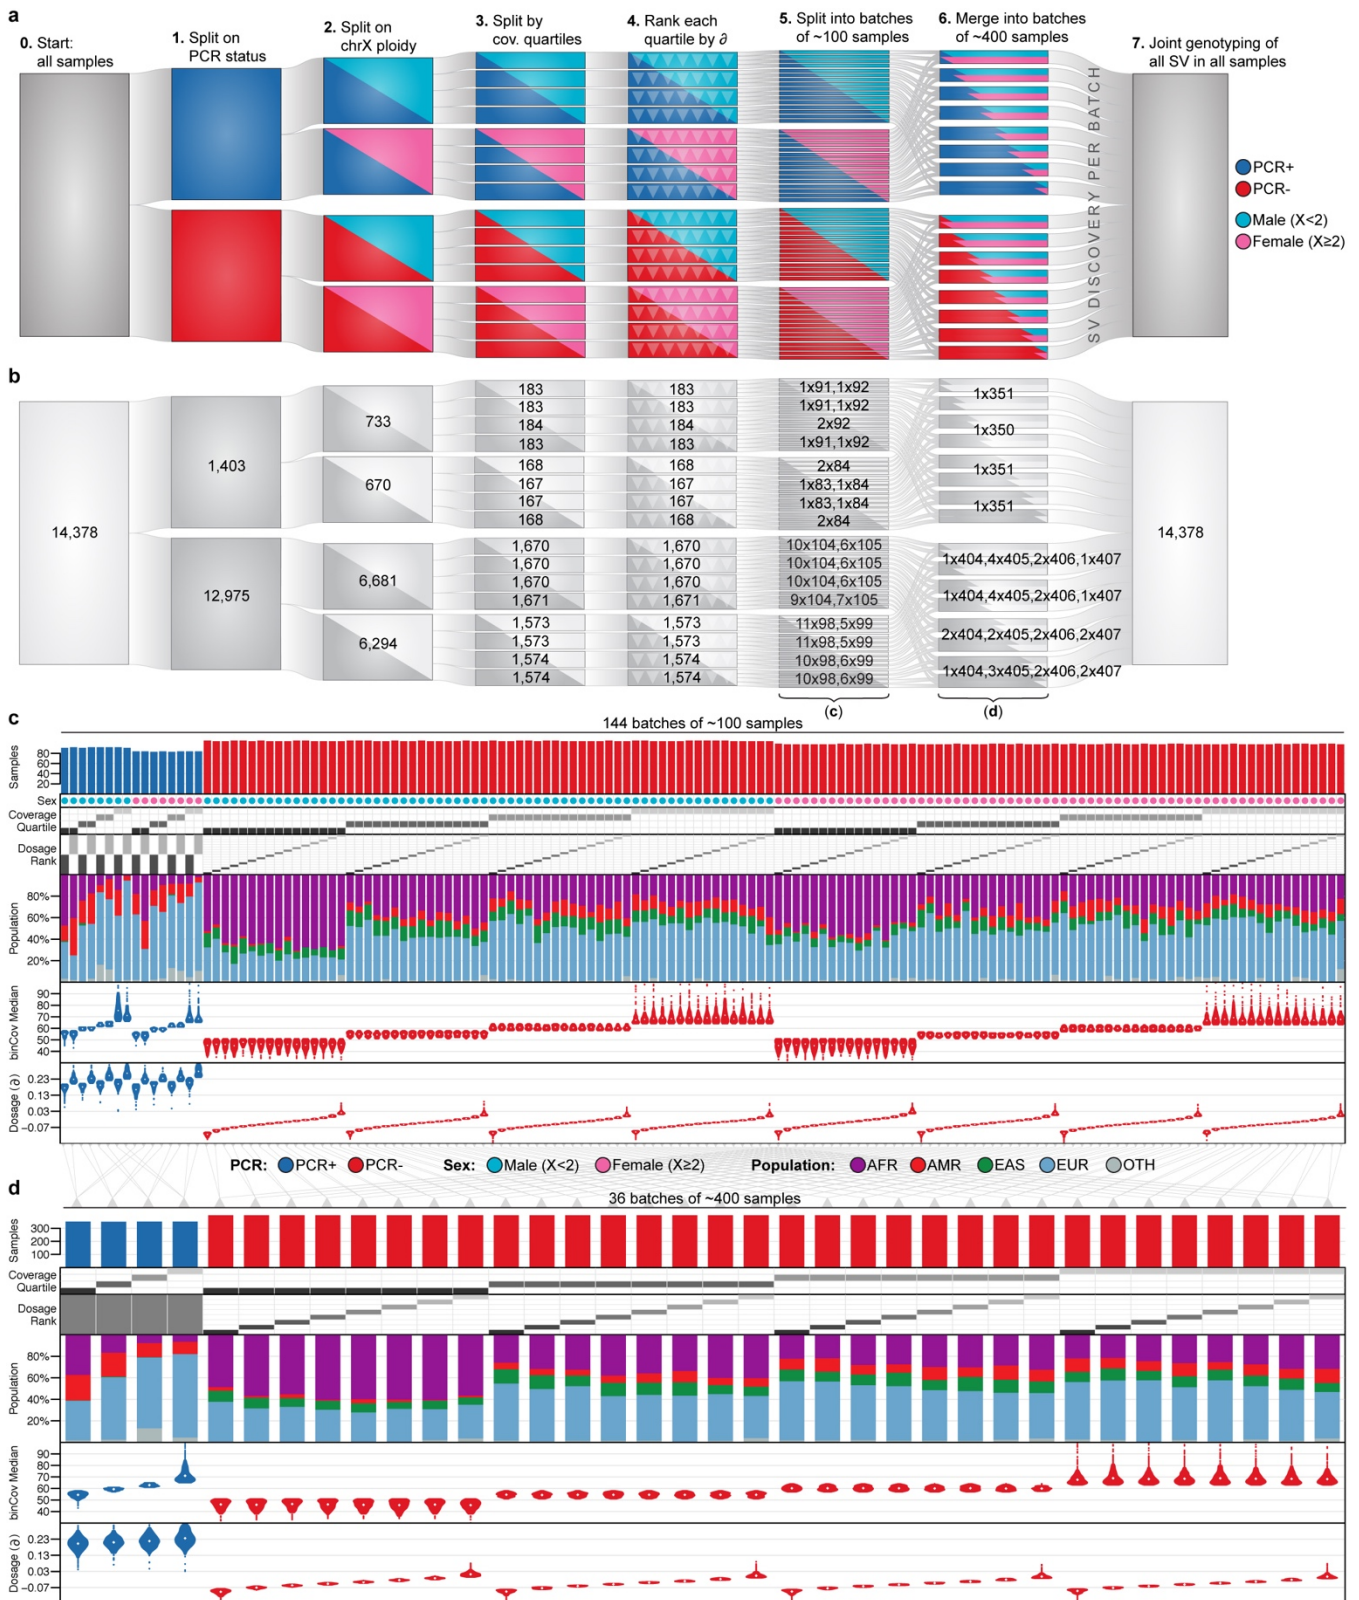 a
0. Start:
all samples
1. Split on
PCR status
2. Split on
chrX ploidy
3. Split by
cov. quartiles
4. Rank each
quartile by ∂
5. Split into batches
of ~100 samples
6. Merge into batches
of ~400 samples
7. Joint genotyping of
all SV in all samples
SV DISCOVERY PER BATCH
PCR+
PCR-
Male (X<2)
Female (X≥2)
b
14,378
1,403
12,975
733
670
6,681
6,294
183
183
184
183
168
167
167
168
1,670
1,670
1,670
1,671
1,573
1,573
1,574
1,574
183
183
184
183
168
167
167
168
1,670
1,670
1,670
1,671
1,573
1,573
1,574
1,574
1x91,1x92
1x91,1x92
2x92
1x91,1x92
2x84
1x83,1x84
1x83,1x84
2x84
10x104,6x105
10x104,6x105
10x104,6x105
9x104,7x105
11x98,5x99
11x98,5x99
10x98,6x99
10x98,6x99
(c)
1x351
1x350
1x351
1x351
1x404,4x405,2x406,1x407
1x404,4x405,2x406,1x407
2x404,2x405,2x406,2x407
1x404,3x405,2x406,2x407
(d)
14,378
c
144 batches of ~100 samples
Samples
80
60
40
20
Sex
Coverage
Quartile
Dosage
Rank
Population
80%
60%
40%
20%
binCov Median
90
80
70
60
50
40
Dosage (∂)
0.23
0.13
0.03
−0.07
PCR: PCR+ PCR- Sex: Male (X<2) Female (X≥2) Population: AFR AMR EAS EUR OTH
d
36 batches of ~400 samples
Samples
300
200
100
Coverage
Quartile
Dosage
Rank
Population
80%
60%
40%
20%
binCov Median
90
80
70
60
50
40
Dosage (∂)
0.23
0.13
0.03
−0.07